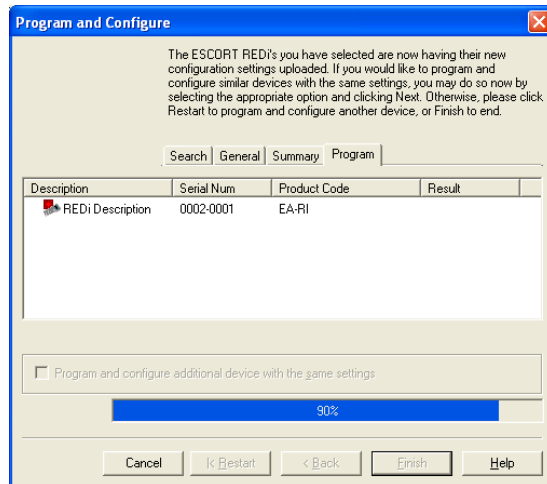 Program and Configure
The ESCORT REDi's you have selected are now having their new
configuration settings uploaded. If you would like to program and
configure similar devices with the same settings, you may do so now by
selecting the appropriate option and clicking Next. Otherwise, please click
Restart to program and configure another device, or Finish to end.
Search General Summary Program
Description Serial Num Product Code Result
REDi Description 0002-0001 EA-RI
Program and configure additional device with the same settings
90%
Cancel |< Restart < Back Finish Help